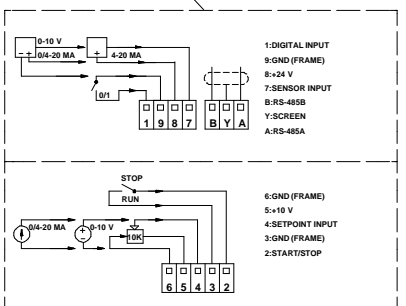 0-10 V
0/4-20 MA
4-20 MA
0/1
1 9 8 7
B Y A
1:DIGITAL INPUT
9:GND (FRAME)
8:+24 V
7:SENSOR INPUT
B:RS-485B
Y:SCREEN
A:RS-485A
STOP
RUN
0/4-20 MA
0-10 V
10K
6 5 4 3 2
6:GND (FRAME)
5:+10 V
4:SETPOINT INPUT
3:GND (FRAME)
2:START/STOP